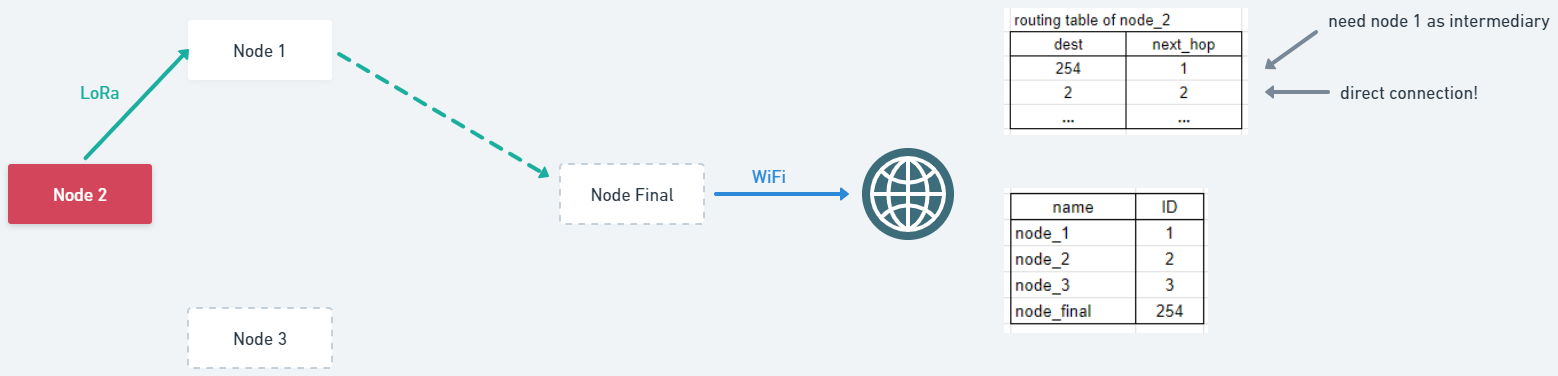 Node 1
LoRa
Node 2
Node Final
WiFi
Node 3
routing table of node_2
dest next_hop
254 1
2 2
... ...
need node 1 as intermediary
direct connection!
name ID
node_1 1
node_2 2
node_3 3
node_final 254